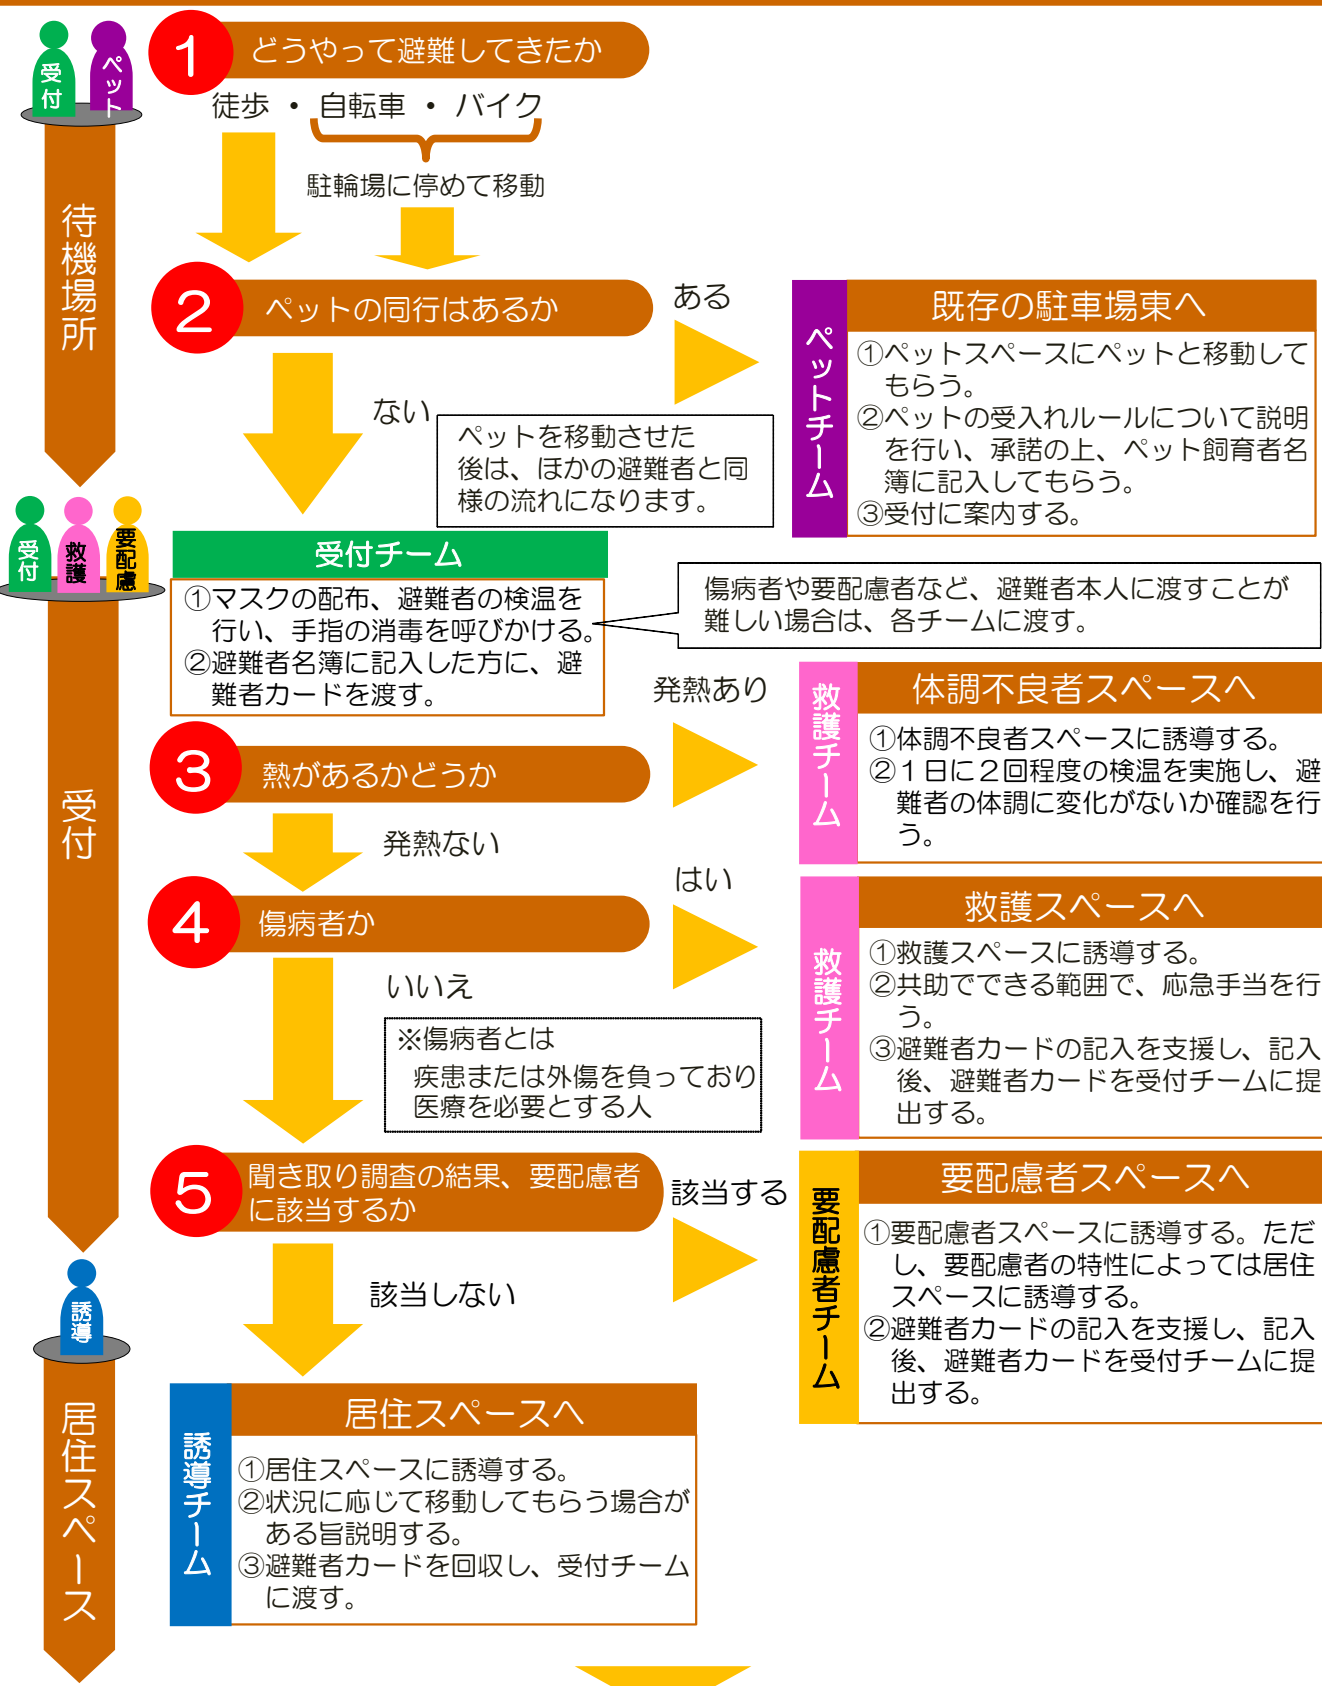 受付
ペット
1 どうやって避難してきたか
徒歩 ・ 自転車 ・ バイク
駐輪場に停めて移動
待機場所
2 ペットの同行はあるか
ある
ない
ペットを移動させた
後は、ほかの避難者と同
様の流れになります。
ペットチーム
既存の駐車場東へ
①ペットスペースにペットと移動して
もらう。
②ペットの受入れルールについて説明
を行い、承諾の上、ペット飼育者名
簿に記入してもらう。
③受付に案内する。
受付
救護
要配慮
受付
受付チーム
①マスクの配布、避難者の検温を
行い、手指の消毒を呼びかける。
②避難者名簿に記入した方に、避
難者カードを渡す。
傷病者や要配慮者など、避難者本人に渡すことが
難しい場合は、各チームに渡す。
3 熱があるかどうか
発熱あり
発熱ない
救護チーム
体調不良者スペースへ
①体調不良者スペースに誘導する。
②１日に２回程度の検温を実施し、避
難者の体調に変化がないか確認を行
う。
4 傷病者か
はい
いいえ
※傷病者とは
疾患または外傷を負っており
医療を必要とする人
救護チーム
救護スペースへ
①救護スペースに誘導する。
②共助でできる範囲で、応急手当を行
う。
③避難者カードの記入を支援し、記入
後、避難者カードを受付チームに提
出する。
5 聞き取り調査の結果、要配慮者
に該当するか
該当する
該当しない
要配慮者チーム
要配慮者スペースへ
①要配慮者スペースに誘導する。ただ
し、要配慮者の特性によっては居住
スペースに誘導する。
②避難者カードの記入を支援し、記入
後、避難者カードを受付チームに提
出する。
誘導
居住スペース
誘導チーム
居住スペースへ
①居住スペースに誘導する。
②状況に応じて移動してもらう場合が
ある旨説明する。
③避難者カードを回収し、受付チーム
に渡す。